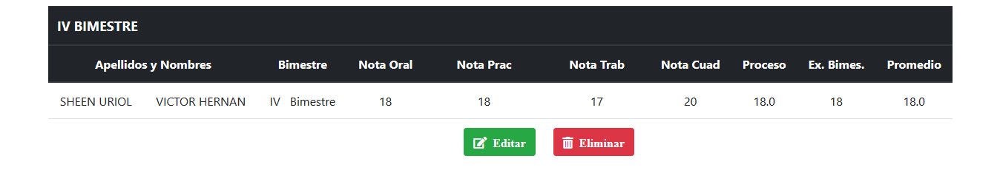 IV BIMESTRE
Apellidos y Nombres Bimestre Nota Oral Nota Prac Nota Trab Nota Cuad Proceso Ex. Bimes. Promedio
SHEEN URIOL VICTOR HERNAN IV Bimestre 18 18 17 20 18.0 18 18.0
Editar Eliminar